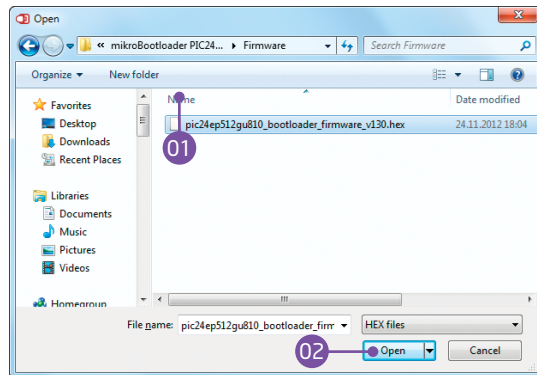 Open
« mikroBootloader PIC24... ▸ Firmware
Search Firmware
Organize
New folder
Name
Date modified
Favorites
Desktop
Downloads
Recent Places
Libraries
Documents
Music
Pictures
Videos
Homegroup
pic24ep512gu810_bootloader_firmware_v130.hex
24.11.2012 18:04
01
File name:
pic24ep512gu810_bootloader_firm
HEX files
02
Open
Cancel